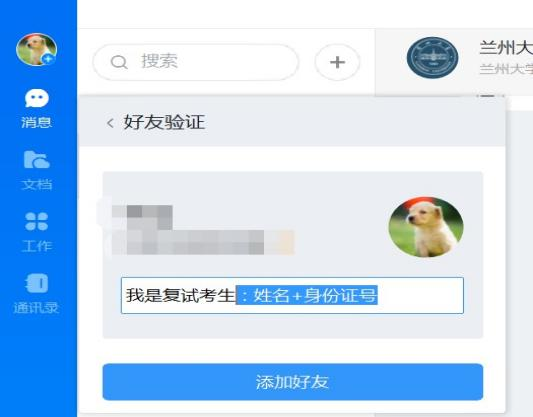 搜索
兰州大
兰州大学
消息
好友验证
文档
工作
我是复试考生：姓名+身份证号
通讯录
添加好友